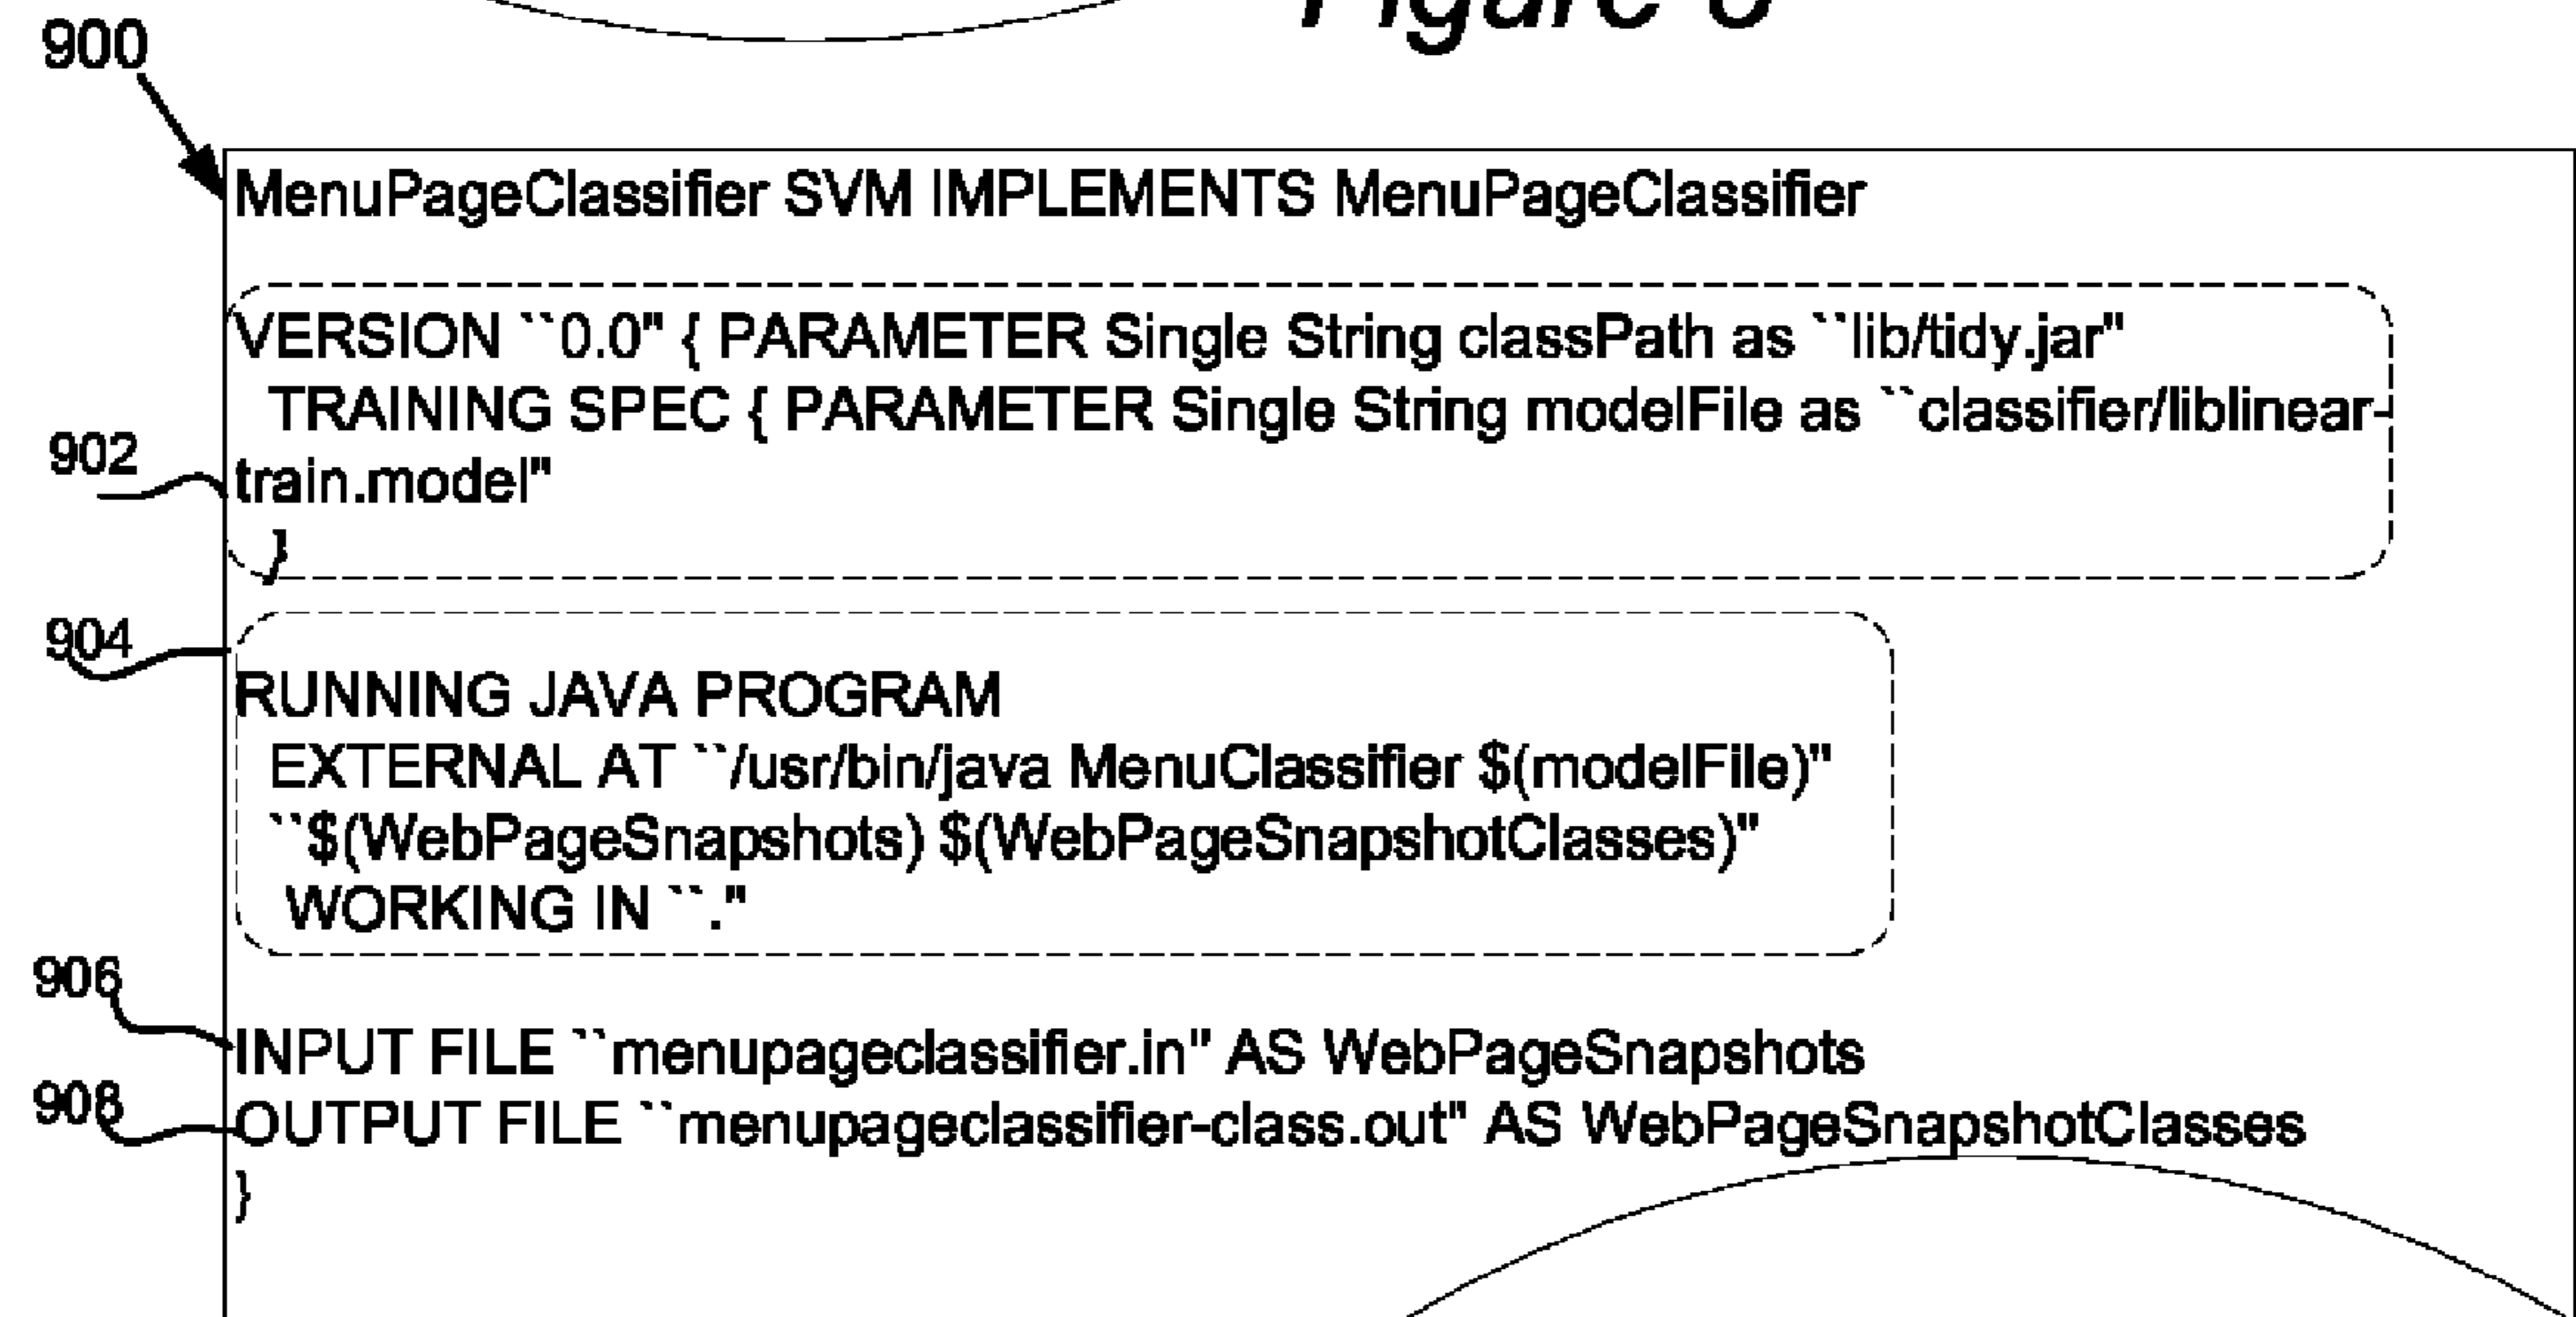 900
MenuPageClassifier SVM IMPLEMENTS MenuPageClassifier
VERSION ``0.0" { PARAMETER Single String classPath as ``lib/tidy.jar"
TRAINING SPEC { PARAMETER Single String modelFile as ``classifier/liblinear-
902
train.model"
}
904
RUNNING JAVA PROGRAM
EXTERNAL AT ``/usr/bin/java MenuClassifier $(modelFile)"
``$(WebPageSnapshots) $(WebPageSnapshotClasses)"
WORKING IN ``."
906
INPUT FILE ``menupageclassifier.in" AS WebPageSnapshots
908
OUTPUT FILE ``menupageclassifier-class.out" AS WebPageSnapshotClasses
}